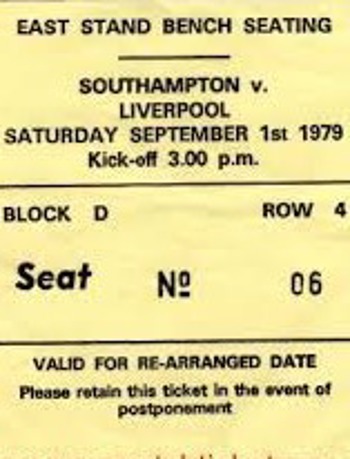 EAST STAND BENCH SEATING
SOUTHAMPTON v.
LIVERPOOL
SATURDAY SEPTEMBER 1st 1979
Kick-off 3.00 p.m.
BLOCK D ROW 4
Seat Nº 06
VALID FOR RE-ARRANGED DATE
Please retain this ticket in the event of
postponement